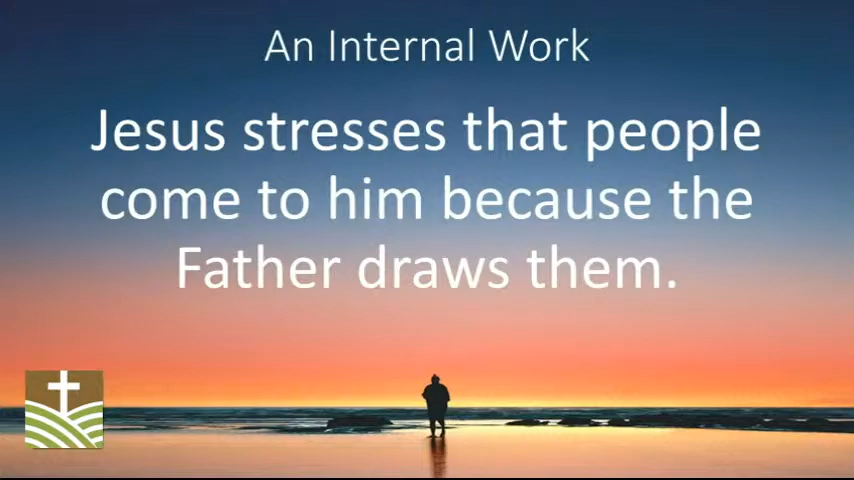 An Internal Work
Jesus stresses that people
come to him because the
Father draws them.